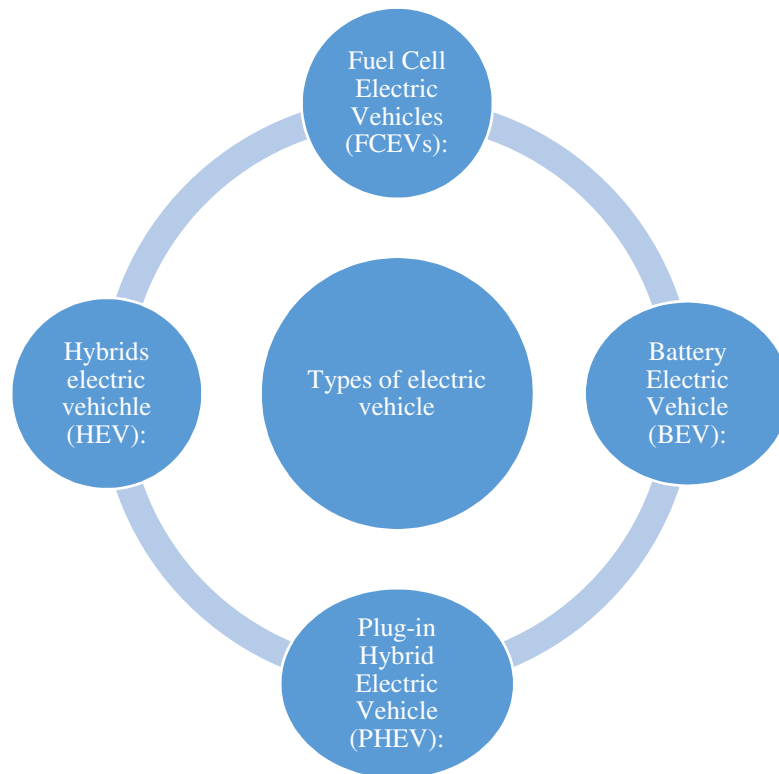 Fuel Cell
Electric
Vehicles
(FCEVs):
Hybrids
electric
vehichle
(HEV):
Types of electric
vehicle
Battery
Electric
Vehicle
(BEV):
Plug-in
Hybrid
Electric
Vehicle
(PHEV):